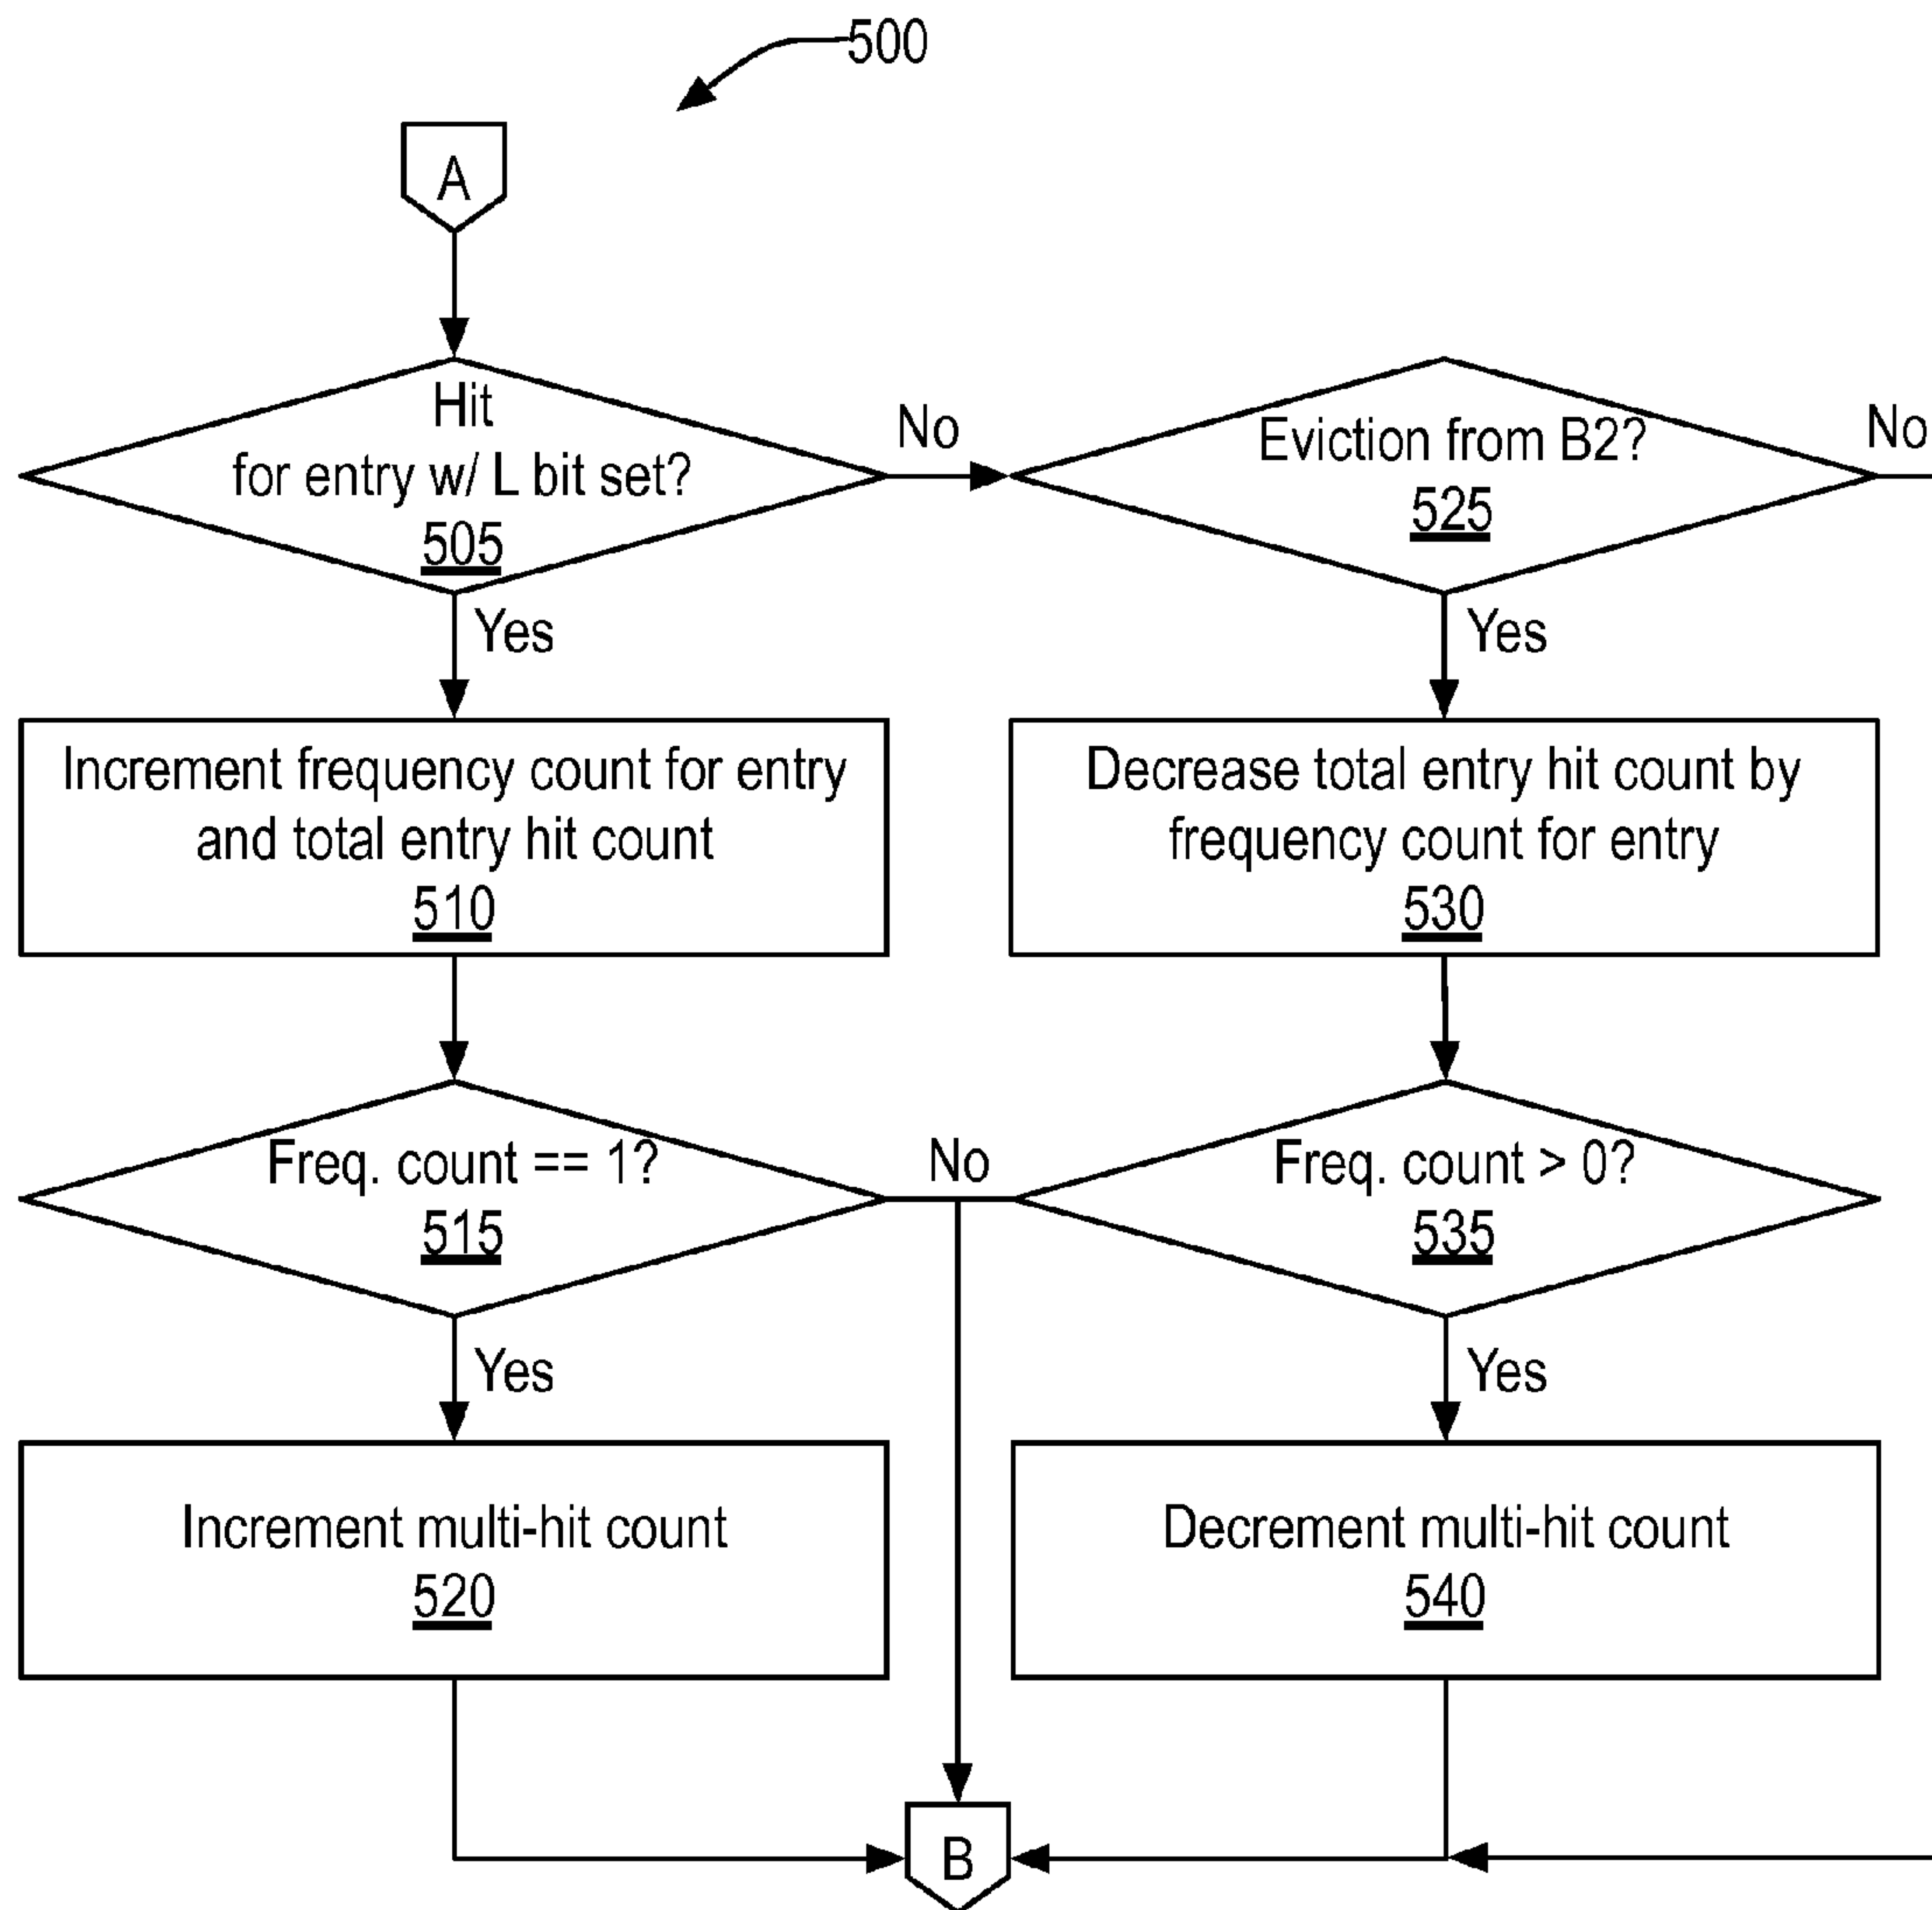 500
A
Hit
for entry w/ L bit set?
505
No
Eviction from B2?
525
No
Yes
Yes
Increment frequency count for entry
and total entry hit count
510
Decrease total entry hit count by
frequency count for entry
530
Freq. count == 1?
515
No
Freq. count > 0?
535
Yes
Yes
Increment multi-hit count
520
Decrement multi-hit count
540
B